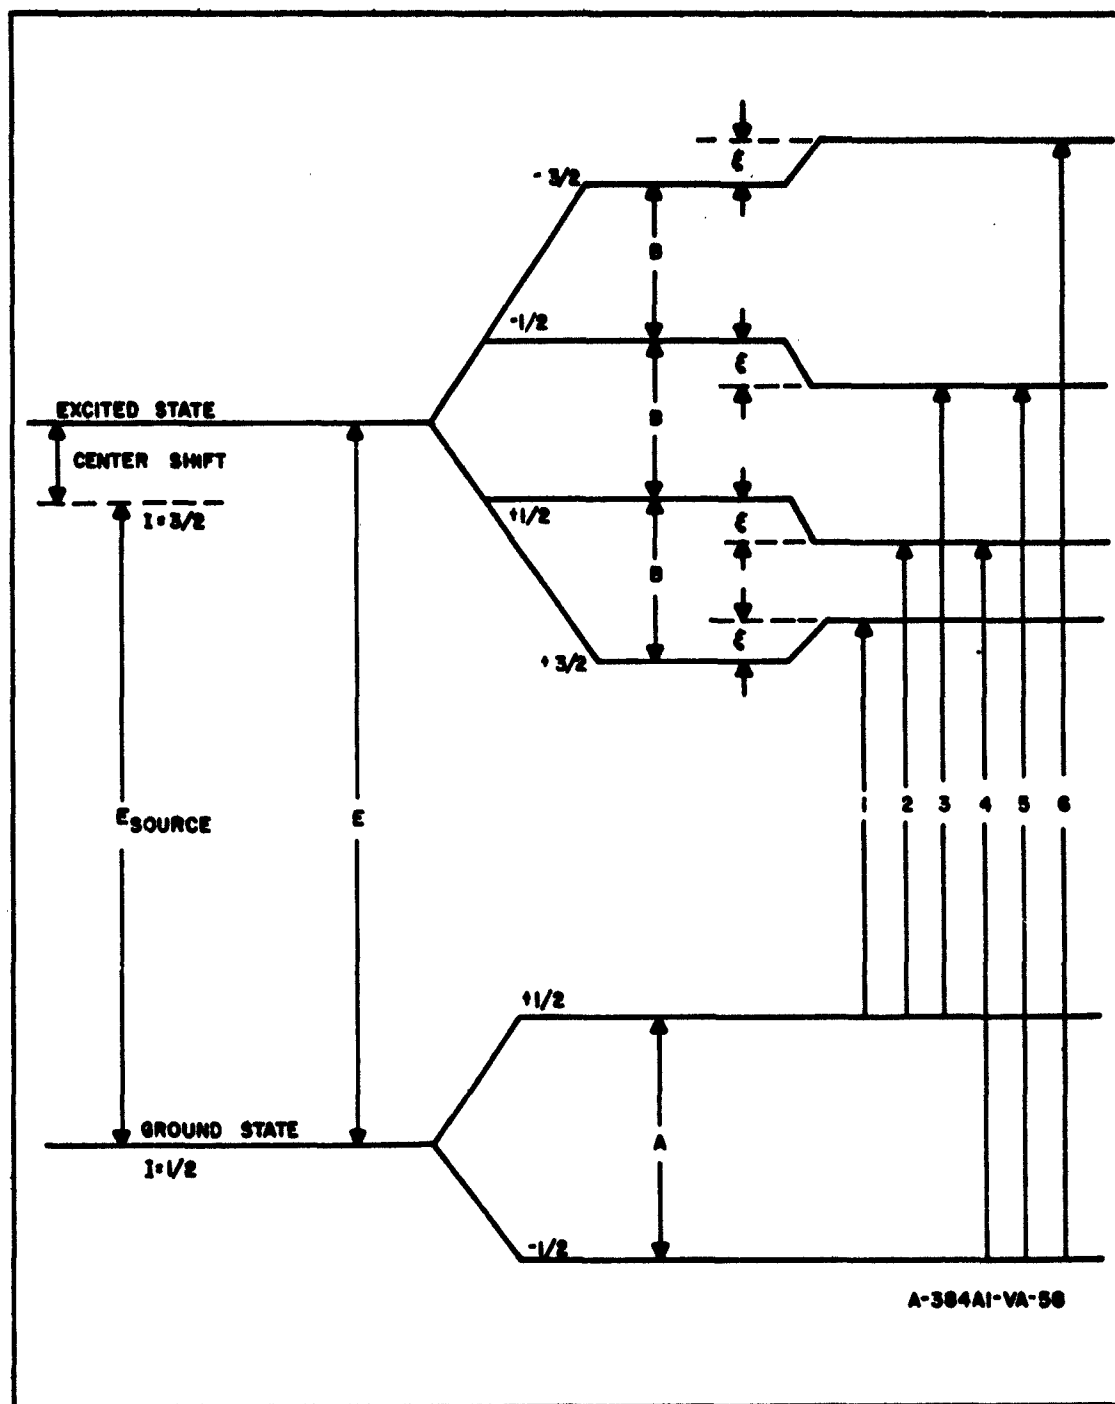 ξ
- 3/2
B
-1/2
ξ
EXCITED STATE
B
CENTER SHIFT
ξ
I=3/2
+1/2
B
ξ
+3/2
E SOURCE
E
1 2 3 4 5 6
+1/2
GROUND STATE
A
I=1/2
-1/2
A-384A1-VA-58